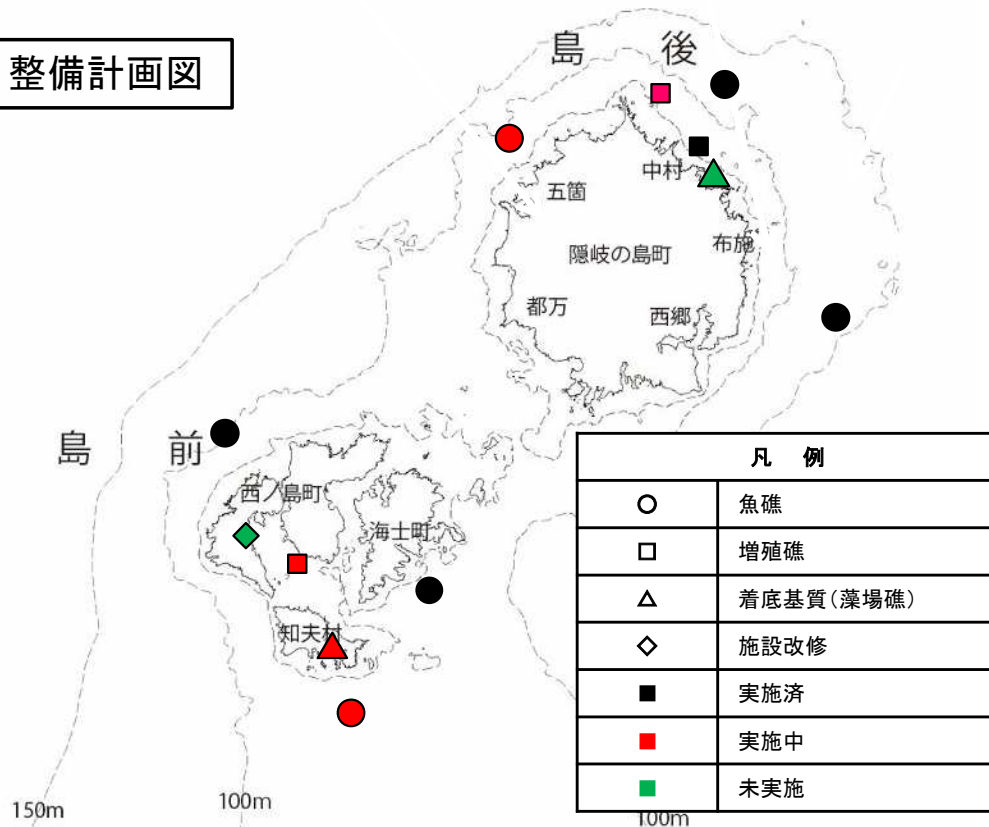 整備計画図
島 後
中村
五箇
布施
隠岐の島町
都万
西郷
島 前
西ノ島町
海士町
知夫村
凡 例
魚礁
増殖礁
着底基質(藻場礁)
施設改修
実施済
実施中
未実施
150m
100m
100m